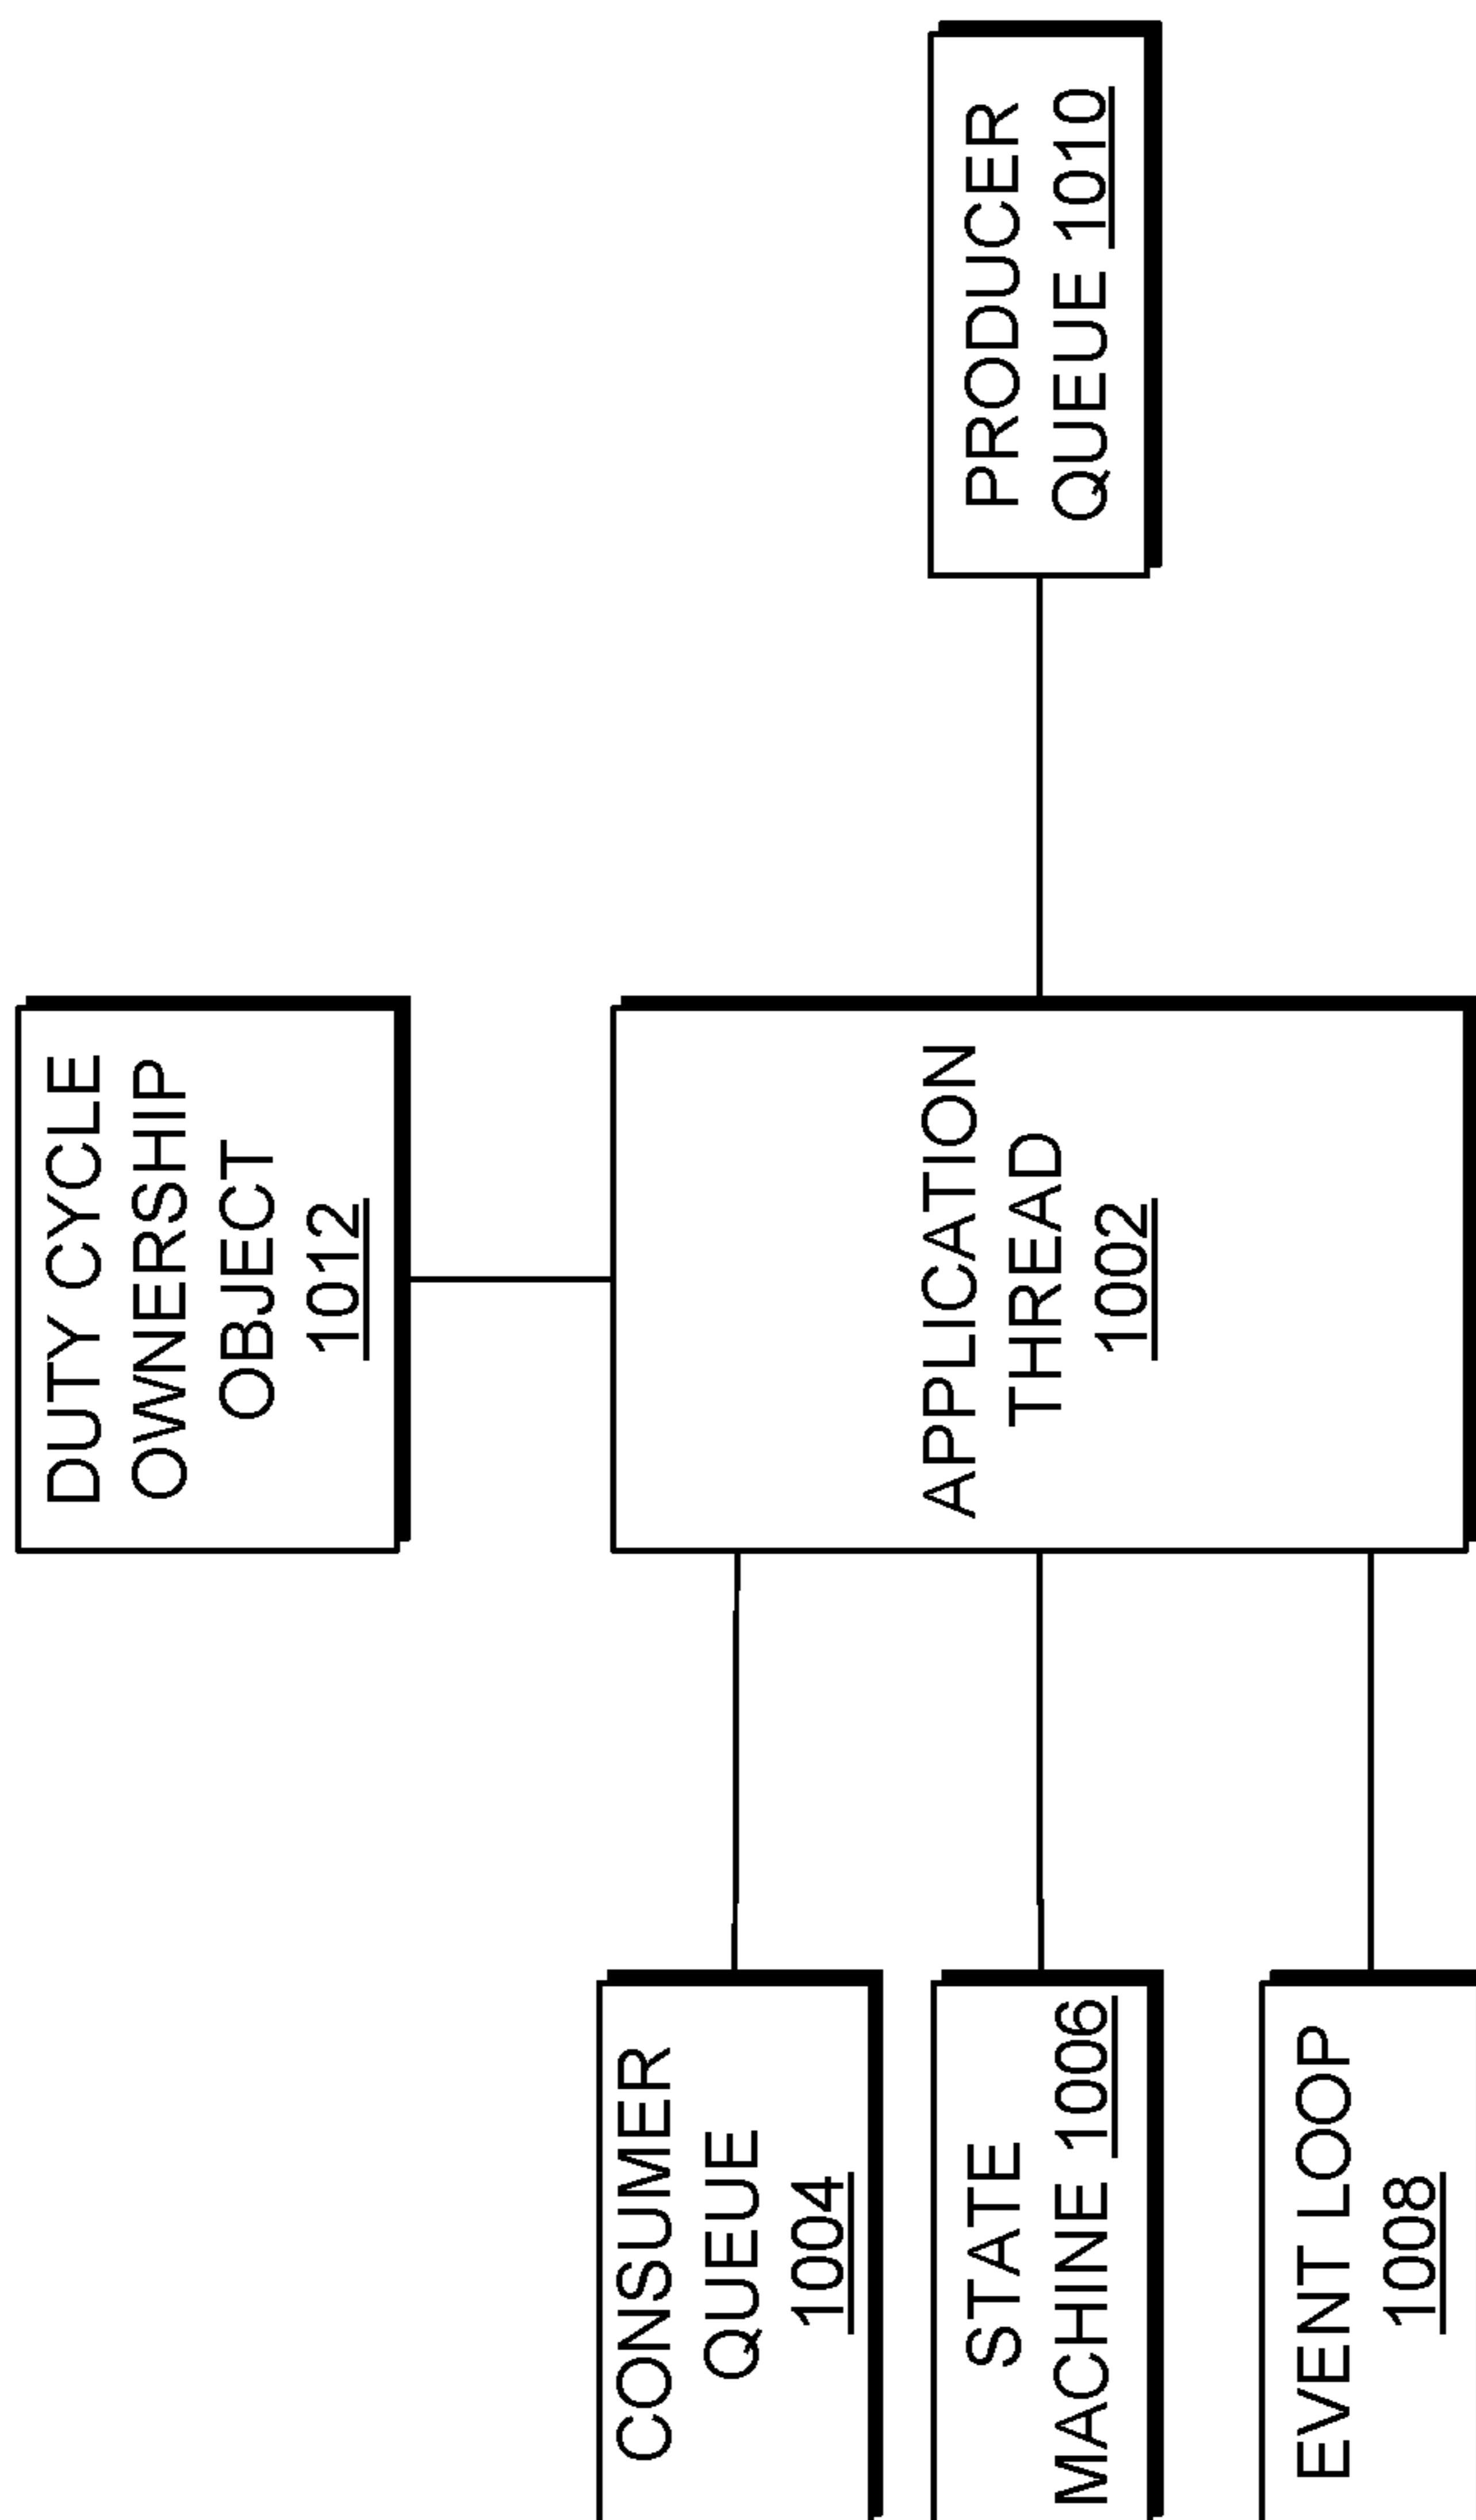 DUTY CYCLE
OWNERSHIP
OBJECT
1012
CONSUMER
QUEUE
1004
STATE
MACHINE 1006
EVENT LOOP
1008
APPLICATION
THREAD
1002
PRODUCER
QUEUE 1010